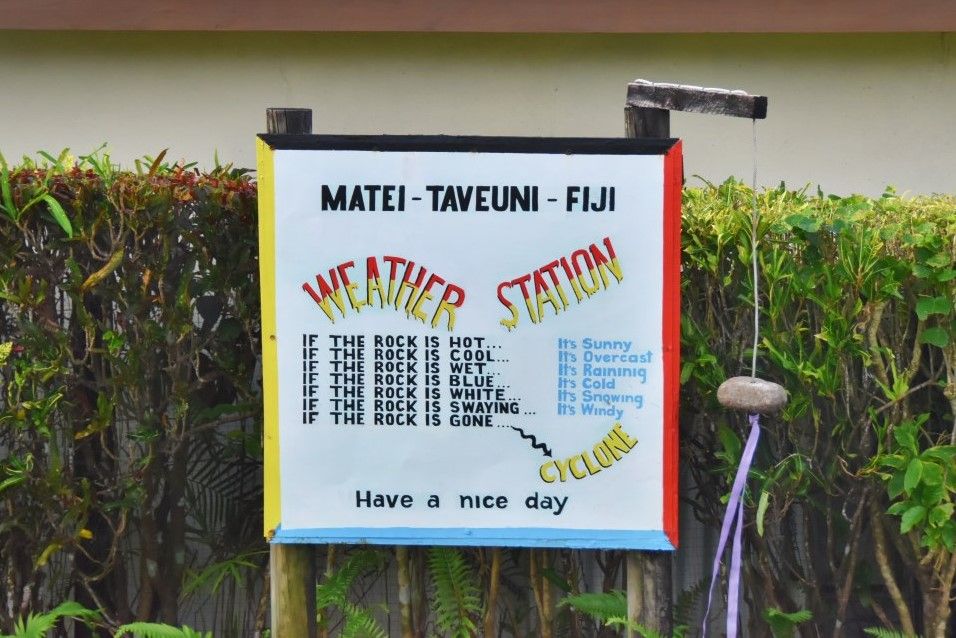 MATEI - TAVEUNI - FIJI
WEATHER STATION
IF THE ROCK IS HOT... It's Sunny
IF THE ROCK IS COOL... It's Overcast
IF THE ROCK IS WET... It's Raininig
IF THE ROCK IS BLUE... It's Cold
IF THE ROCK IS WHITE... It's Snowing
IF THE ROCK IS SWAYING... It's Windy
IF THE ROCK IS GONE... CYCLONE
Have a nice day